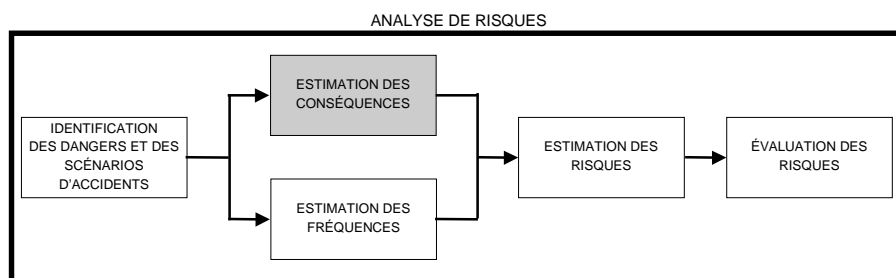 ANALYSE DE RISQUES
IDENTIFICATION
DES DANGERS ET DES
SCÉNARIOS
D'ACCIDENTS
ESTIMATION DES
CONSÉQUENCES
ESTIMATION DES
FRÉQUENCES
ESTIMATION DES
RISQUES
ÉVALUATION DES
RISQUES